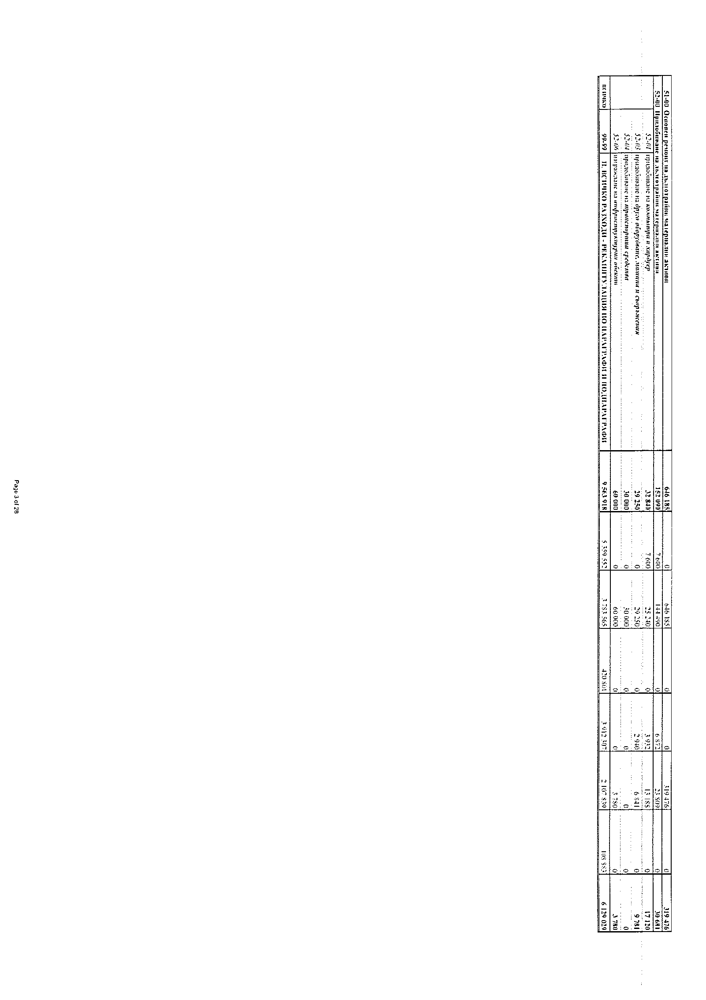 51-00 Основен ремонт на дълготрайни материални активи 646 185 0 646 185 0 0 319 476 0 319 476
52-00 Придобиване на дълготрайни материални активи 152 090 7 600 144 490 0 6 872 23 809 0 30 681
52-01 придобиване на компютри и хардуер 32 840 7 600 25 240 0 3 932 13 188 0 17 120
52-03 придобиване на друго оборудване, машини и съоръжения 29 250 0 29 250 0 2 940 6 841 0 9 781
52-04 придобиване на транспортни средства 30 000 0 30 000 0 0 0 0 0
52-06 изграждане на инфраструктурни обекти 60 000 0 60 000 0 0 3 780 0 3 780
всичко 99-99 II. ВСИЧКО РАЗХОДИ - РЕКАПИТУЛАЦИЯ ПО ПАРАГРАФИ И ПОДПАРАГРАФИ 9 563 918 5 359 552 3 783 565 420 801 3 912 307 2 107 839 108 883 6 129 029
Page 3 of 28